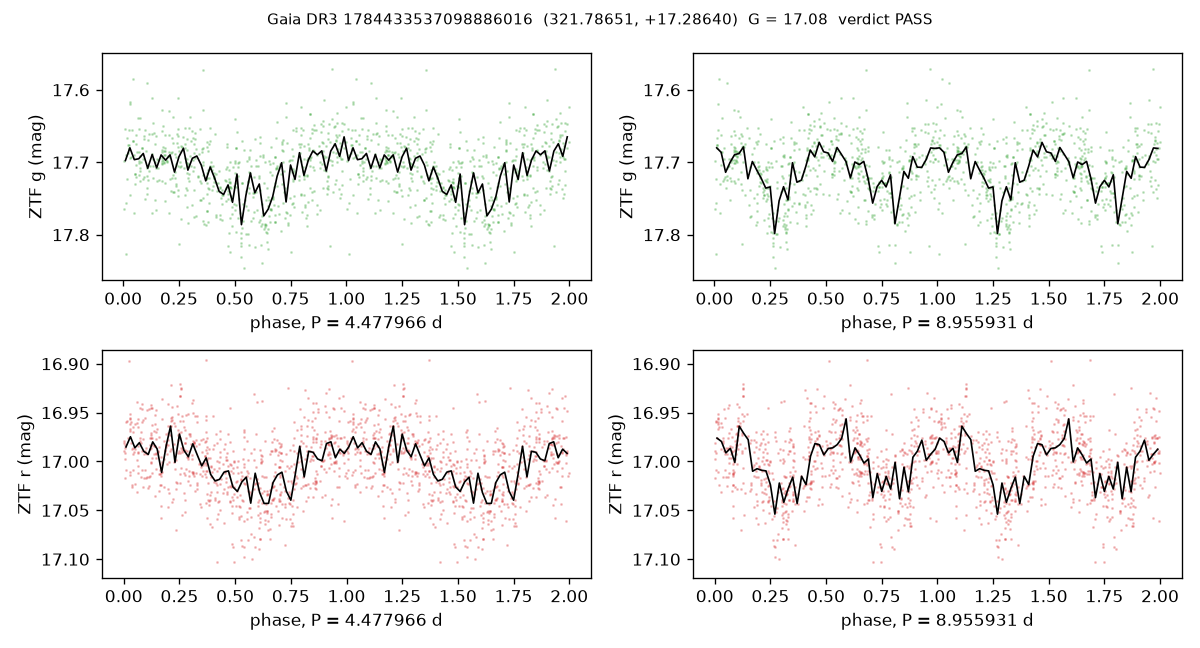 Gaia DR3 1784433537098886016  (321.78651, +17.28640)  G = 17.08  verdict PASS
ZTF g (mag)
17.6
17.7
17.8
0.00 0.25 0.50 0.75 1.00 1.25 1.50 1.75 2.00
phase, P = 4.477966 d
ZTF g (mag)
17.6
17.7
17.8
0.00 0.25 0.50 0.75 1.00 1.25 1.50 1.75 2.00
phase, P = 8.955931 d
ZTF r (mag)
16.90
16.95
17.00
17.05
17.10
0.00 0.25 0.50 0.75 1.00 1.25 1.50 1.75 2.00
phase, P = 4.477966 d
ZTF r (mag)
16.90
16.95
17.00
17.05
17.10
0.00 0.25 0.50 0.75 1.00 1.25 1.50 1.75 2.00
phase, P = 8.955931 d